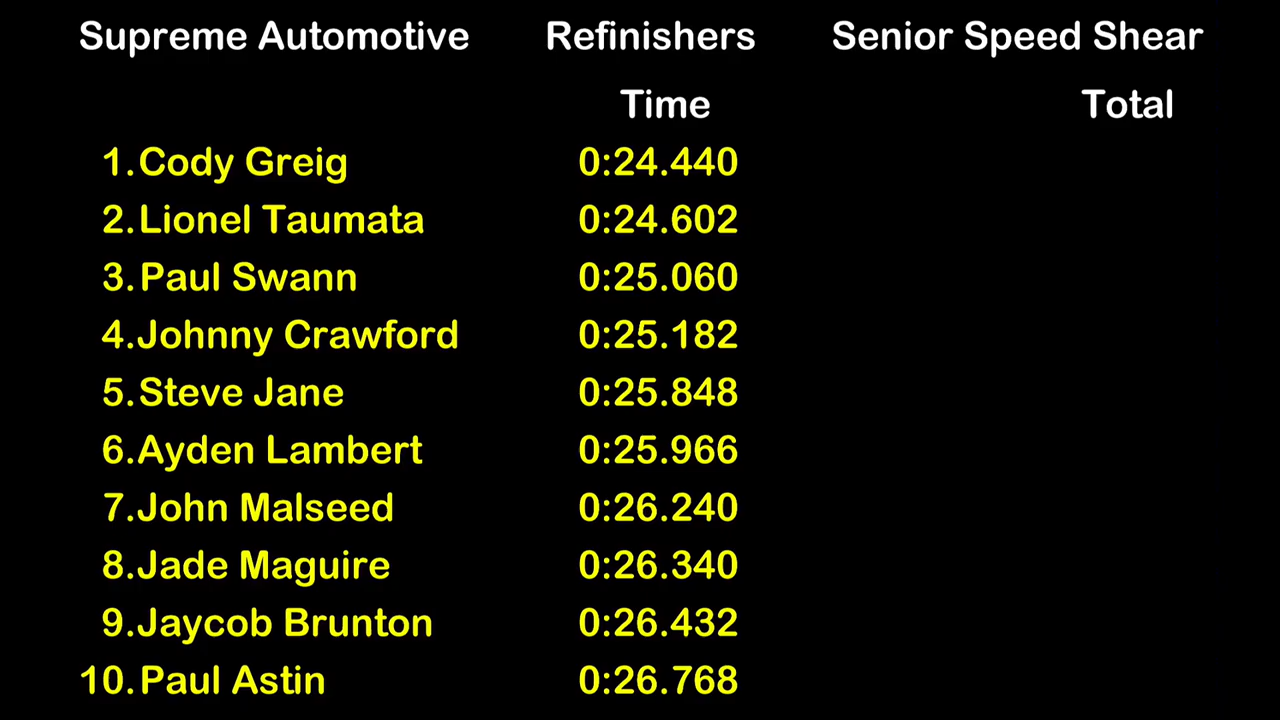 Supreme Automotive Refinishers Senior Speed Shear
Time Total
1.Cody Greig 0:24.440
2.Lionel Taumata 0:24.602
3.Paul Swann 0:25.060
4.Johnny Crawford 0:25.182
5.Steve Jane 0:25.848
6.Ayden Lambert 0:25.966
7.John Malseed 0:26.240
8.Jade Maguire 0:26.340
9.Jaycob Brunton 0:26.432
10.Paul Astin 0:26.768